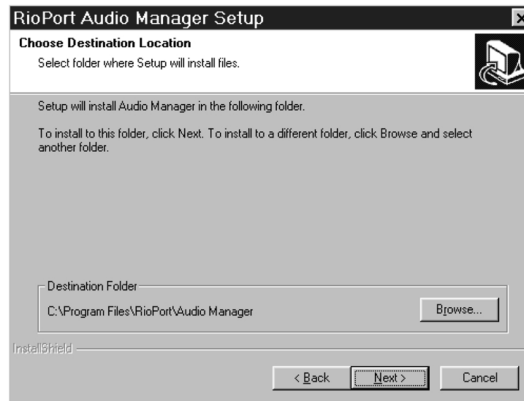 RioPort Audio Manager Setup
Choose Destination Location
Select folder where Setup will install files.
Setup will install Audio Manager in the following folder.
To install to this folder, click Next. To install to a different folder, click Browse and select
another folder.
Destination Folder
C:\Program Files\RioPort\Audio Manager
Browse...
InstallShield
< Back
Next >
Cancel